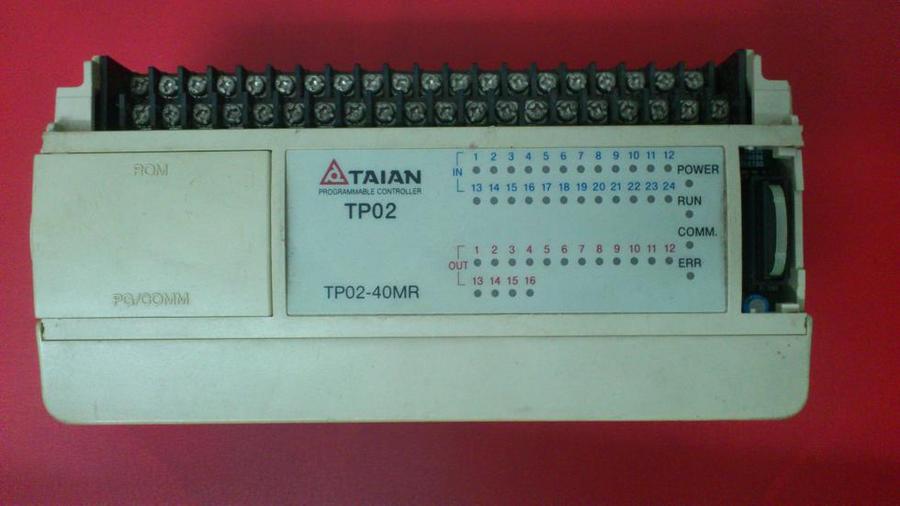 ROM
PG/COMM
TAIAN
PROGRAMMABLE CONTROLLER
TP02
TP02-40MR
IN
1 2 3 4 5 6 7 8 9 10 11 12
13 14 15 16 17 18 19 20 21 22 23 24
OUT
1 2 3 4 5 6 7 8 9 10 11 12
13 14 15 16
POWER
RUN
COMM.
ERR